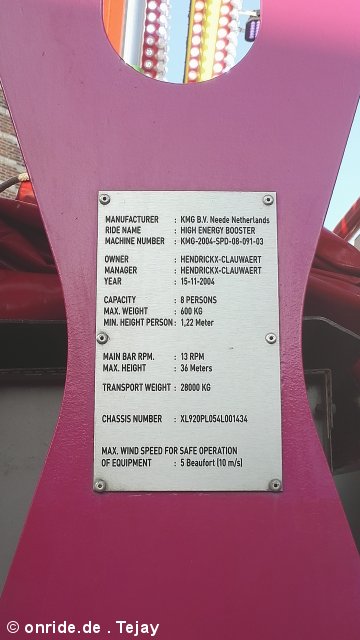 MANUFACTURER : KMG B.V. Neede Netherlands
RIDE NAME : HIGH ENERGY BOOSTER
MACHINE NUMBER : KMG-2004-SPD-08-091-03
OWNER : HENDRICKX-CLAUWAERT
MANAGER : HENDRICKX-CLAUWAERT
YEAR : 15-11-2004
CAPACITY : 8 PERSONS
MAX. WEIGHT : 600 KG
MIN. HEIGHT PERSON : 1,22 Meter
MAIN BAR RPM. : 13 RPM
MAX. HEIGHT : 36 Meters
TRANSPORT WEIGHT : 28000 KG
CHASSIS NUMBER : XL920PL054L001434
MAX. WIND SPEED FOR SAFE OPERATION
OF EQUIPMENT : 5 Beaufort (10 m/s)
© onride.de . Tejay